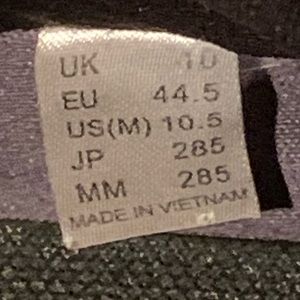 UK 10
EU 44.5
US(M) 10.5
JP 285
MM 285
MADE IN VIETNAM